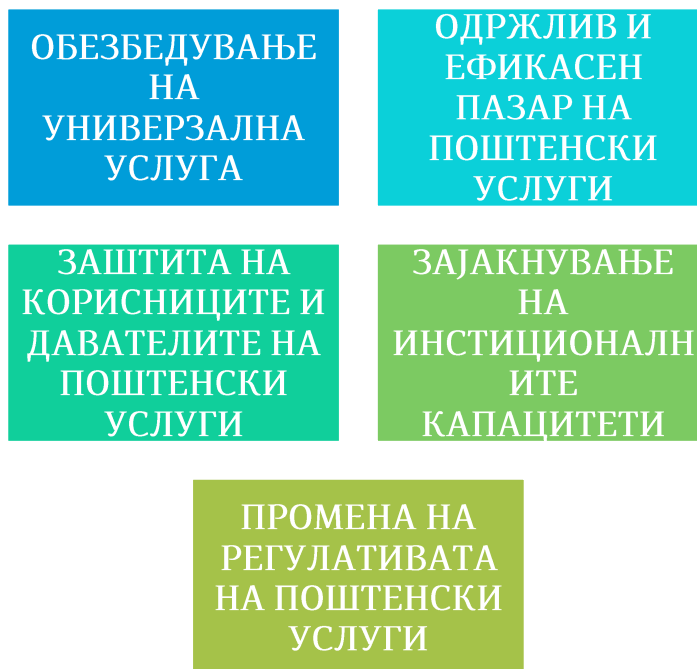 ОБЕЗБЕДУВАЊЕ
НА
УНИВЕРЗАЛНА
УСЛУГА
ОДРЖЛИВ И
ЕФИКАСЕН
ПАЗАР НА
ПОШТЕНСКИ
УСЛУГИ
ЗАШТИТА НА
КОРИСНИЦИТЕ И
ДАВАТЕЛИТЕ НА
ПОШТЕНСКИ
УСЛУГИ
ЗАЈАКНУВАЊЕ
НА
ИНСТИЦИОНАЛН
ИТЕ
КАПАЦИТЕТИ
ПРОМЕНА НА
РЕГУЛАТИВАТА
НА ПОШТЕНСКИ
УСЛУГИ